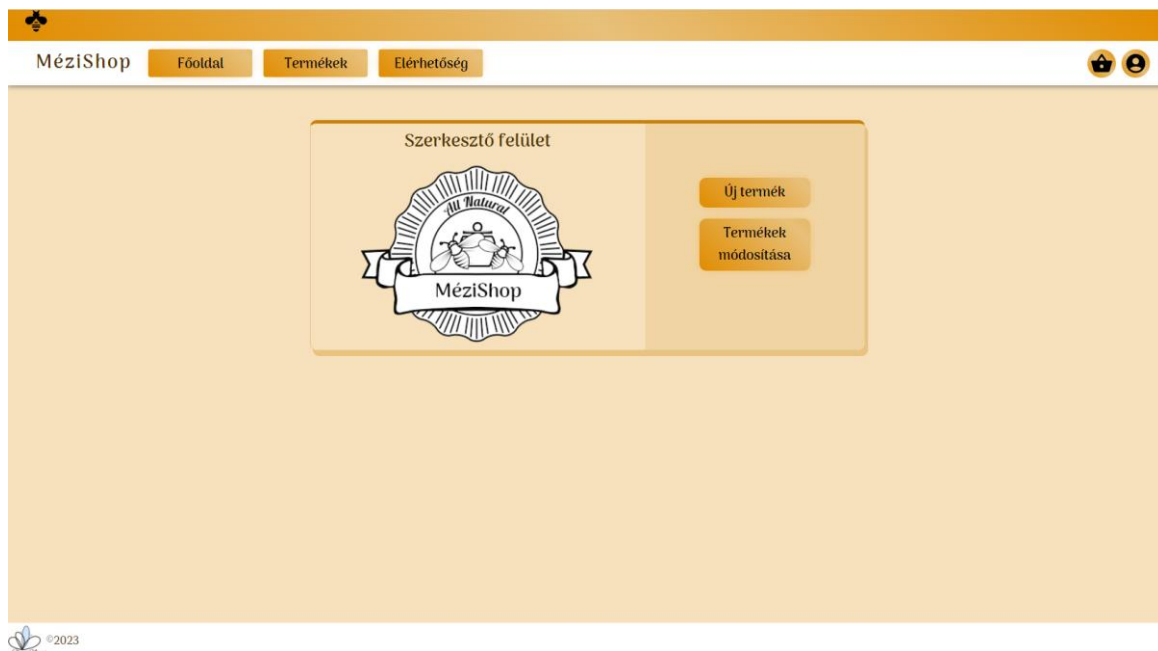 MéziShop
Főoldal
Termékek
Elérhetőség
Szerkesztő felület
All Natural
MéziShop
Új termék
Termékek
módosítása
©2023